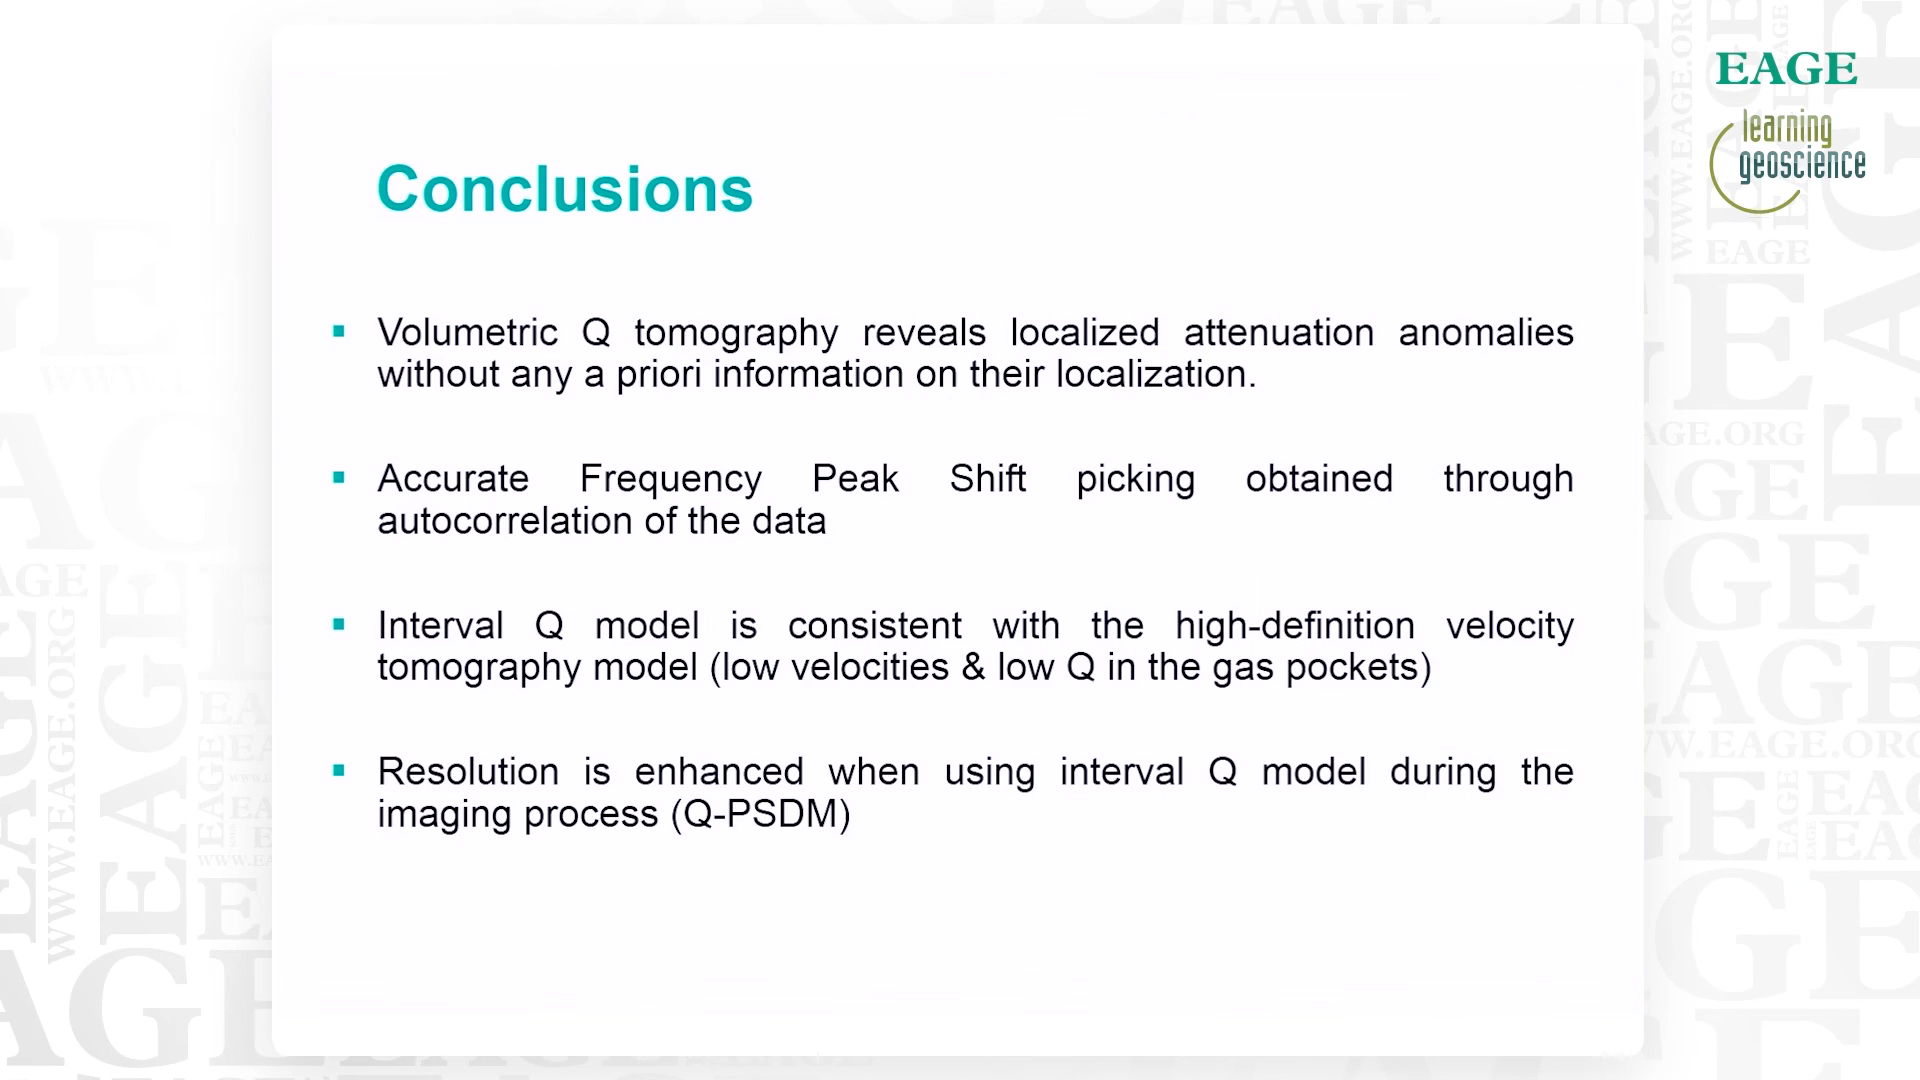 EAGE
learning
geoscience
Conclusions
▪ Volumetric Q tomography reveals localized attenuation anomalies
without any a priori information on their localization.
▪ Accurate Frequency Peak Shift picking obtained through
autocorrelation of the data
▪ Interval Q model is consistent with the high-definition velocity
tomography model (low velocities & low Q in the gas pockets)
▪ Resolution is enhanced when using interval Q model during the
imaging process (Q-PSDM)